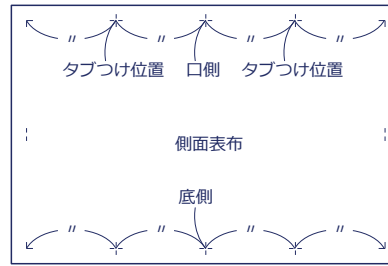 〃 〃 〃 〃
タブつけ位置 口側 タブつけ位置
側面表布
底側
〃 〃 〃 〃